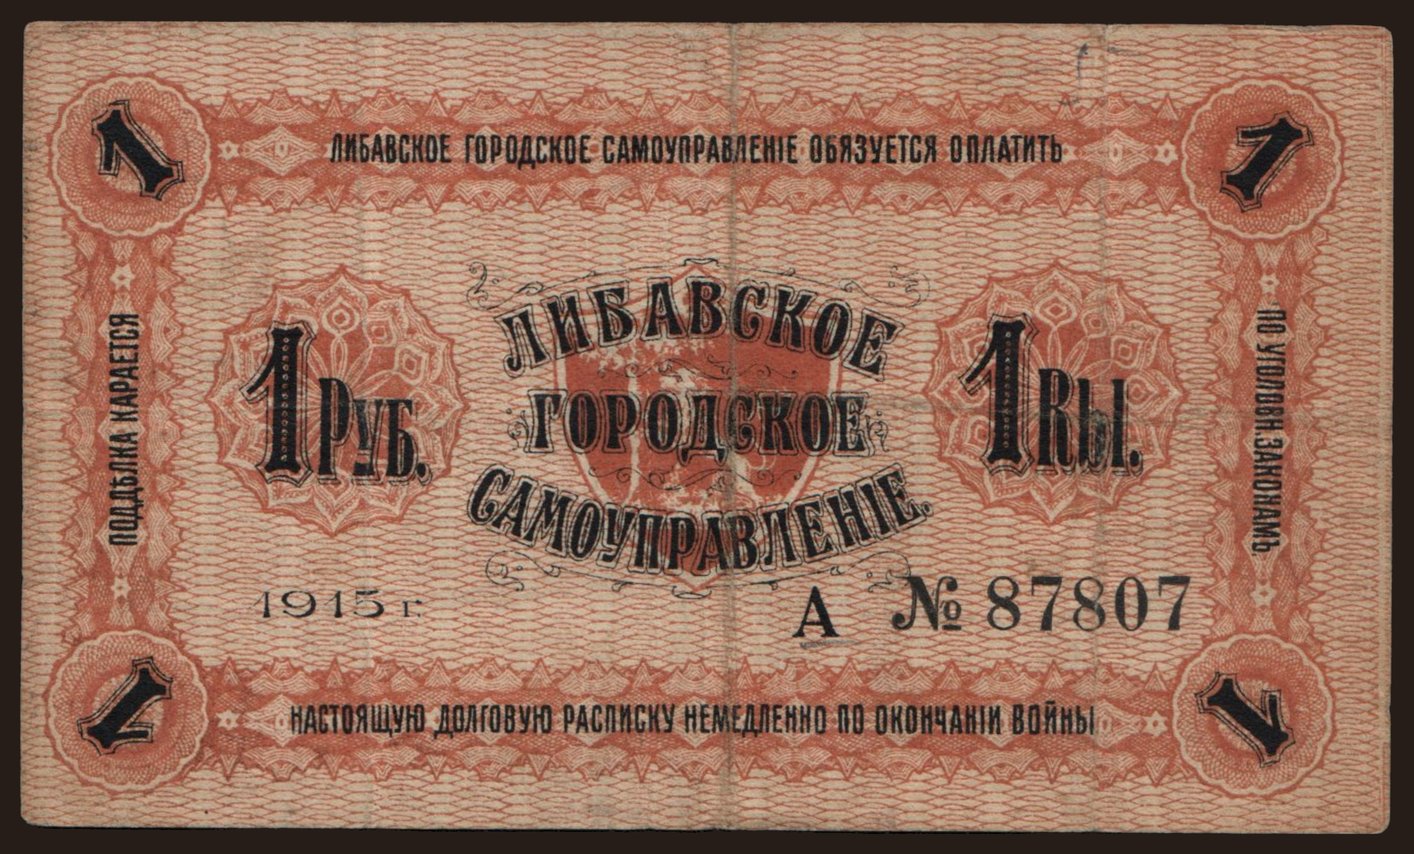 1
1
ЛИБАВСКОЕ ГОРОДСКОЕ САМОУПРАВЛЕНІЕ ОБЯЗУЕТСЯ ОПЛАТИТЬ
ПОДДѢЛКА КАРАЕТСЯ
ПО УГОЛОВН. ЗАКОНАМЪ.
1 РУБ.
ЛИБАВСКОЕ
ГОРОДСКОЕ
САМОУПРАВЛЕНІЕ.
1 RЫ.
1915 г.
А № 87807
НАСТОЯЩУЮ ДОЛГОВУЮ РАСПИСКУ НЕМЕДЛЕННО ПО ОКОНЧАНІИ ВОЙНЫ
1
1